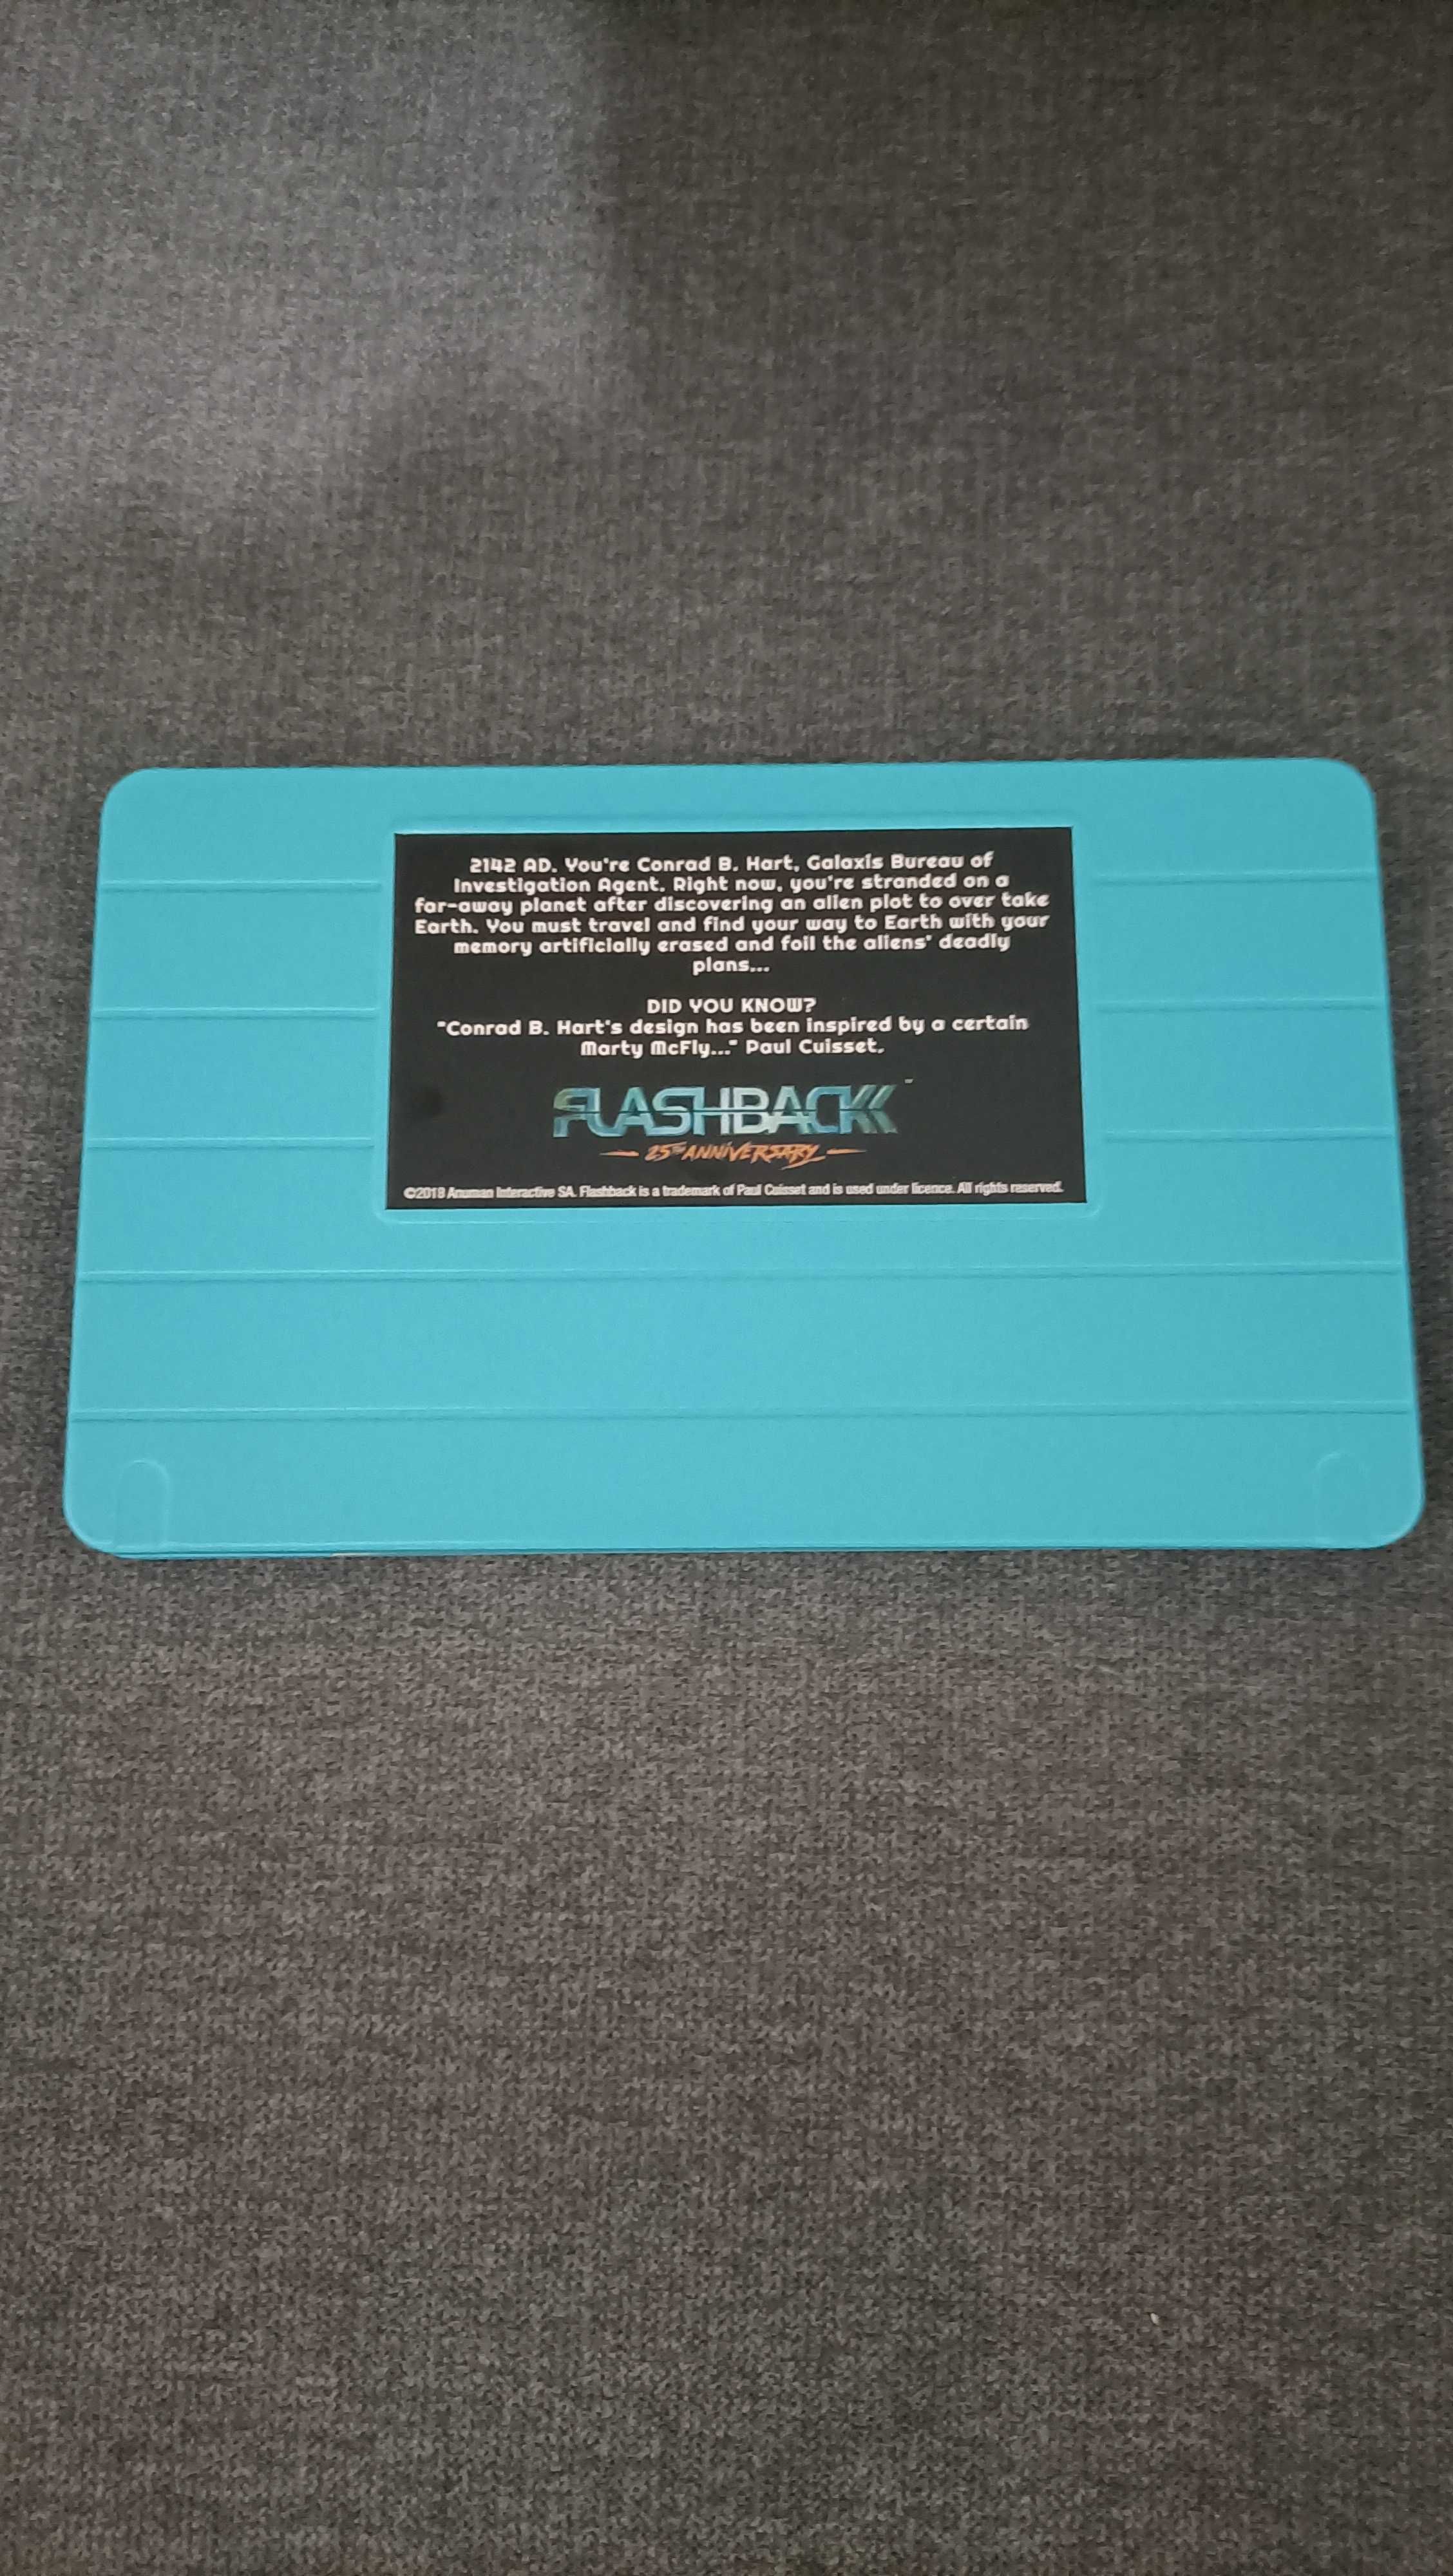 2142 AD. You're Conrad B. Hart, Galaxis Bureau of
Investigation Agent. Right now, you're stranded on a
far-away planet after discovering an alien plot to over take
Earth. You must travel and find your way to Earth with your
memory artificially erased and foil the aliens' deadly
plans...
DID YOU KNOW?
"Conrad B. Hart's design has been inspired by a certain
Marty McFly..." Paul Cuisset.
FLASHBACK™
25TH ANNIVERSARY
©2018 Anuman Interactive SA. Flashback is a trademark of Paul Cuisset and is used under licence. All rights reserved.